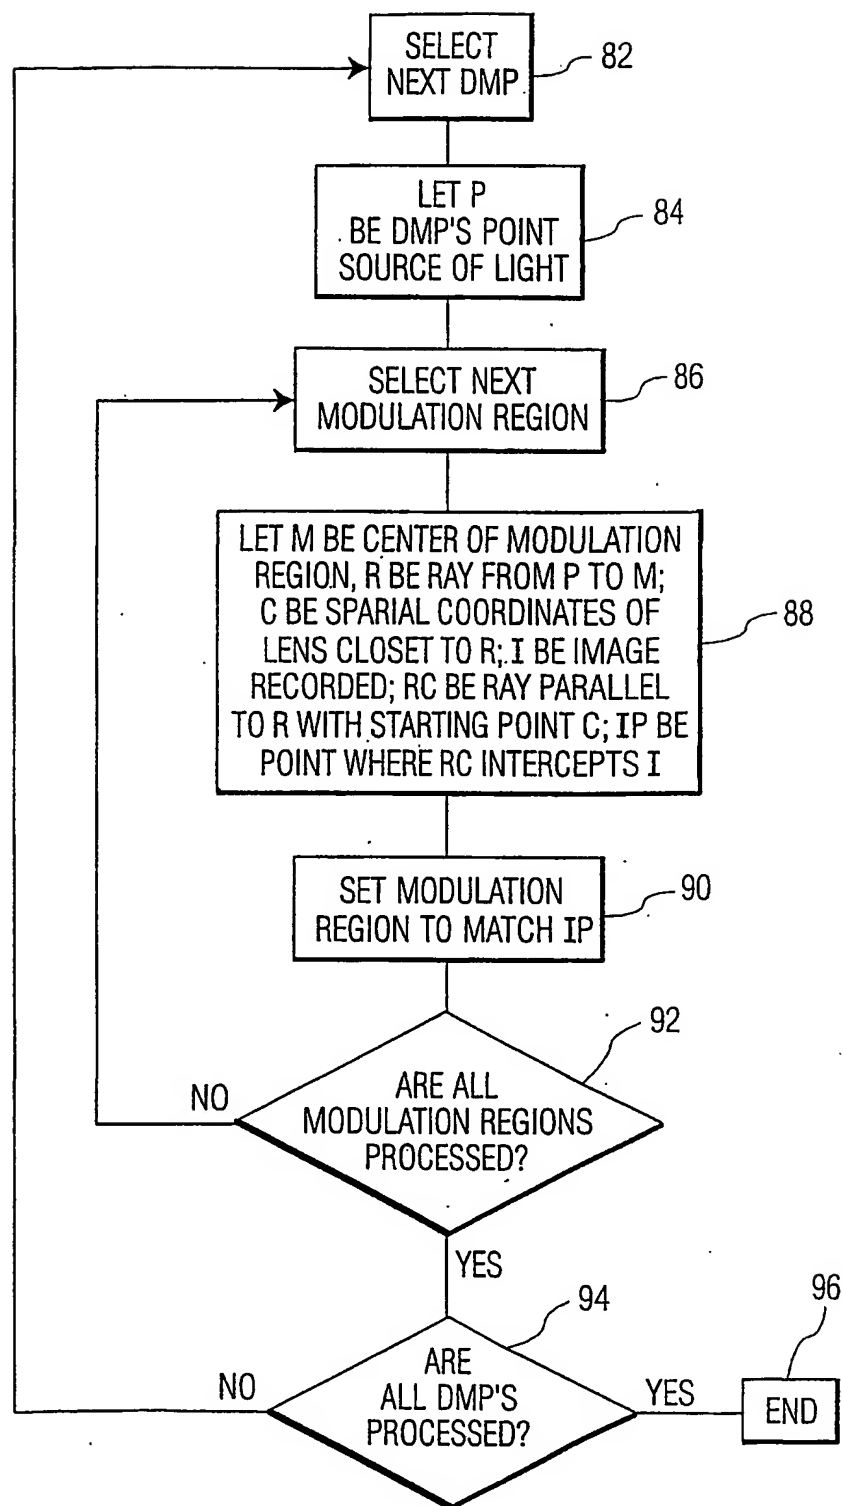 SELECT
NEXT DMP
82
LET P
BE DMP'S POINT
SOURCE OF LIGHT
84
SELECT NEXT
MODULATION REGION
86
LET M BE CENTER OF MODULATION
REGION, R BE RAY FROM P TO M;
C BE SPARIAL COORDINATES OF
LENS CLOSET TO R; I BE IMAGE
RECORDED; RC BE RAY PARALLEL
TO R WITH STARTING POINT C; IP BE
POINT WHERE RC INTERCEPTS I
88
SET MODULATION
REGION TO MATCH IP
90
92
ARE ALL
MODULATION REGIONS
PROCESSED?
NO
YES
94
ARE
ALL DMP'S
PROCESSED?
NO
YES
96
END